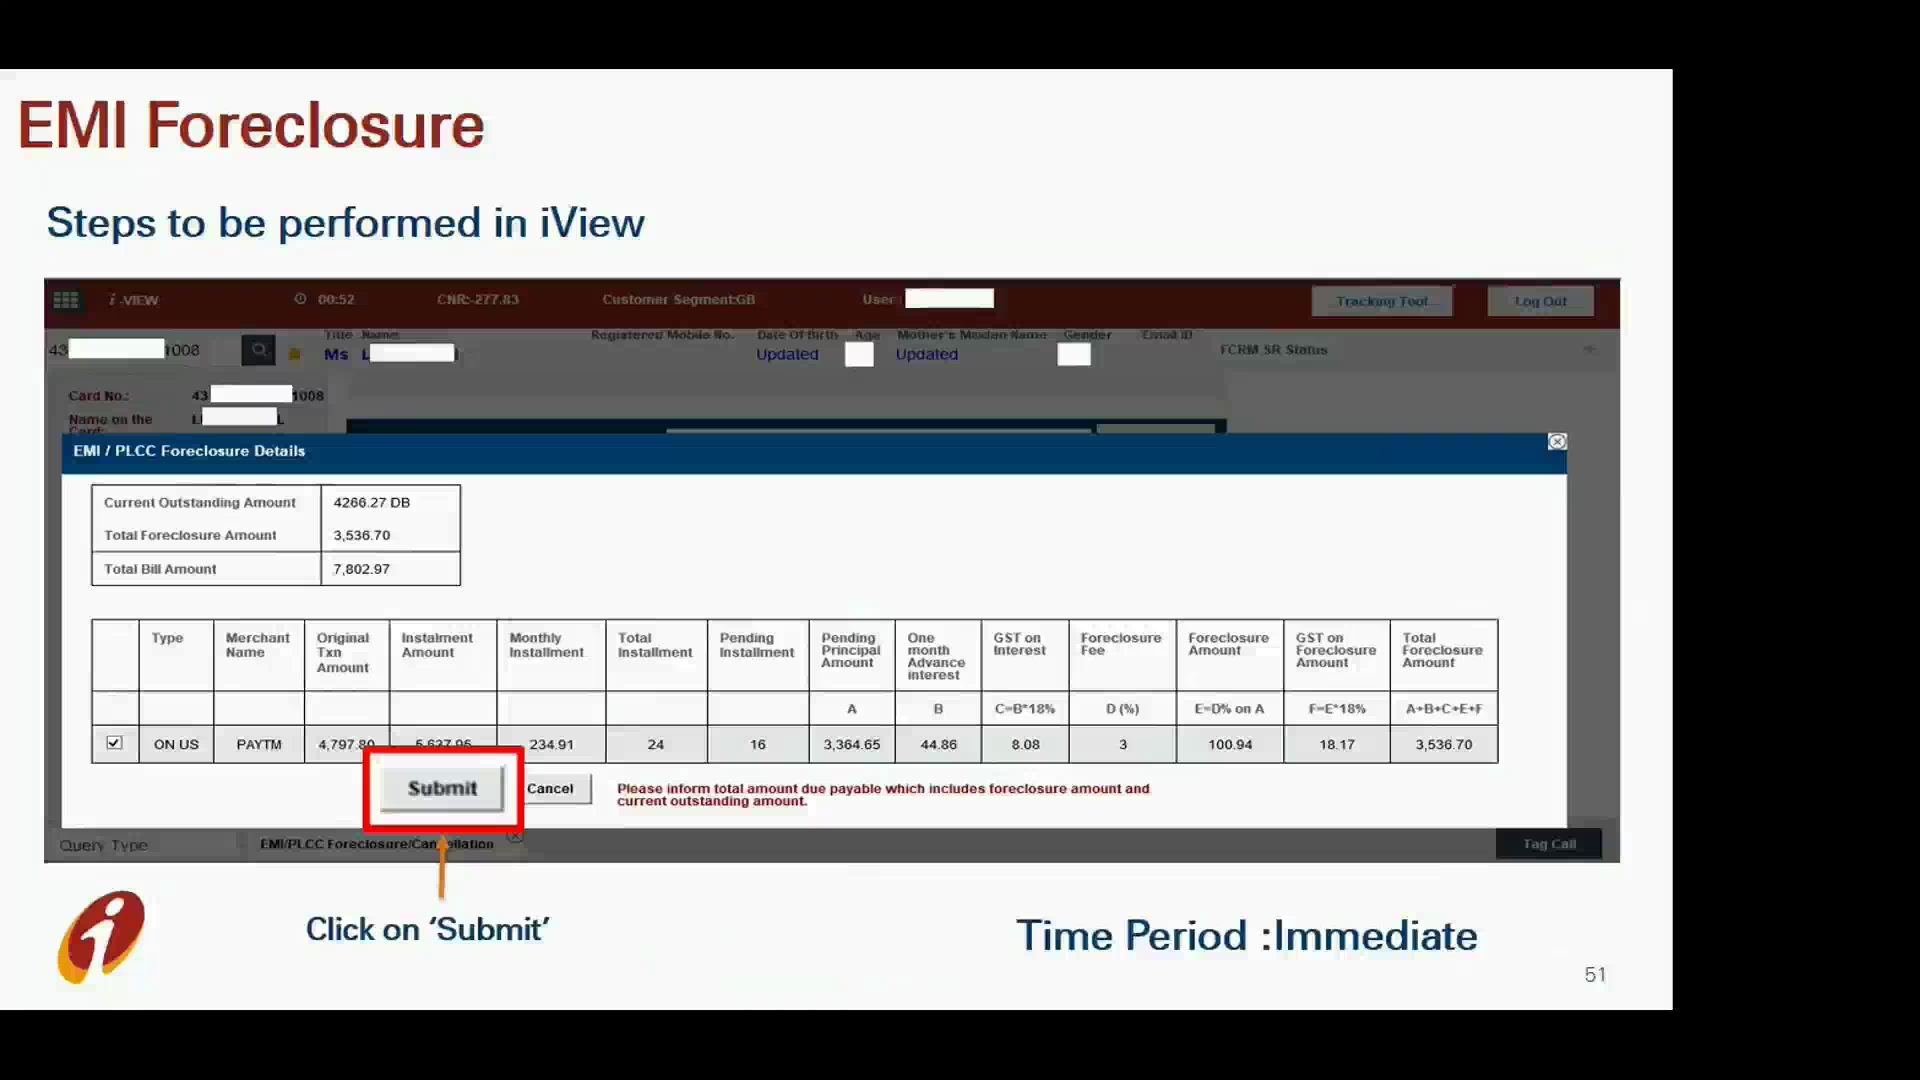 EMI Foreclosure
Steps to be performed in iView
i -VIEW 00:52 CNR:-277.83 Customer Segment:GB User Tracking Tool Log Out
Title Name Registered Mobile No. Date Of Birth Age Mother's Maiden Name Gender Email ID
43 1008 Ms L Updated Updated FCRM SR Status
Card No.: 43 1008
Name on the L L
Card:
EMI / PLCC Foreclosure Details
Current Outstanding Amount 4266.27 DB
Total Foreclosure Amount 3,536.70
Total Bill Amount 7,802.97
Type Merchant Name Original Txn Amount Instalment Amount Monthly Installment Total Installment Pending Installment Pending Principal Amount One month Advance interest GST on Interest Foreclosure Fee Foreclosure Amount GST on Foreclosure Amount Total Foreclosure Amount
A B C=B*18% D (%) E=D% on A F=E*18% A+B+C+E+F
ON US PAYTM 4,797.80 5,637.95 234.91 24 16 3,364.65 44.86 8.08 3 100.94 18.17 3,536.70
Submit Cancel Please inform total amount due payable which includes foreclosure amount and
current outstanding amount.
Query Type EMI/PLCC Foreclosure/Cancellation Tag Call
Click on ‘Submit’
Time Period :Immediate
51